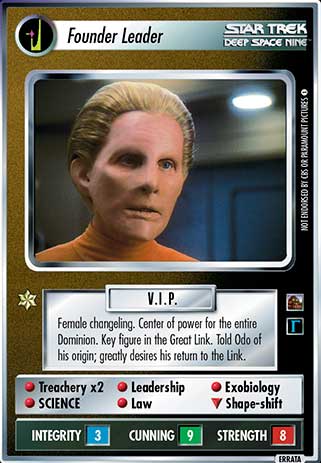 Founder Leader
STAR TREK
DEEP SPACE NINE
NOT ENDORSED BY CBS OR PARAMOUNT PICTURES
V.I.P.
Female changeling. Center of power for the entire
Dominion. Key figure in the Great Link. Told Odo of
his origin; greatly desires his return to the Link.
Treachery x2 Leadership Exobiology
SCIENCE Law Shape-shift
INTEGRITY 3 CUNNING 9 STRENGTH 8
ERRATA